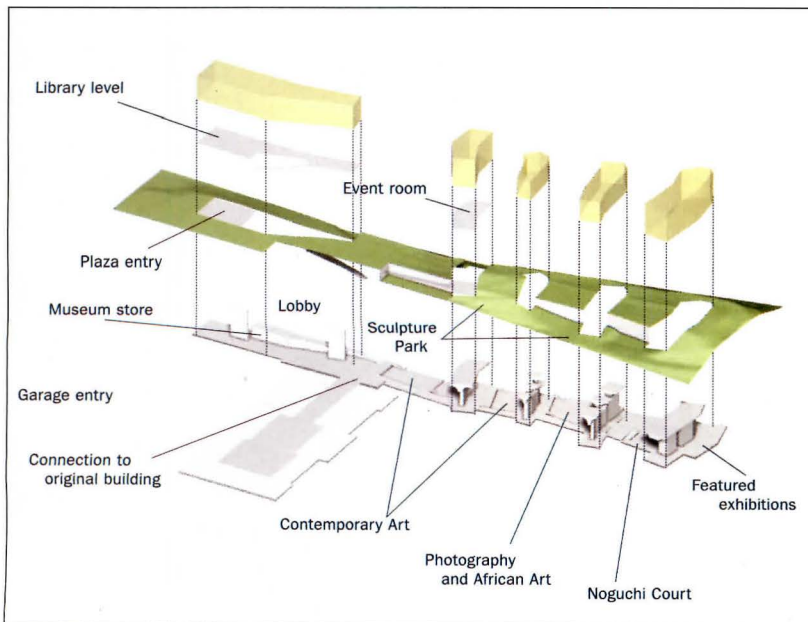 Library level
Event room
Plaza entry
Museum store
Lobby
Sculpture
Park
Garage entry
Connection to
original building
Contemporary Art
Featured
exhibitions
Photography
and African Art
Noguchi Court